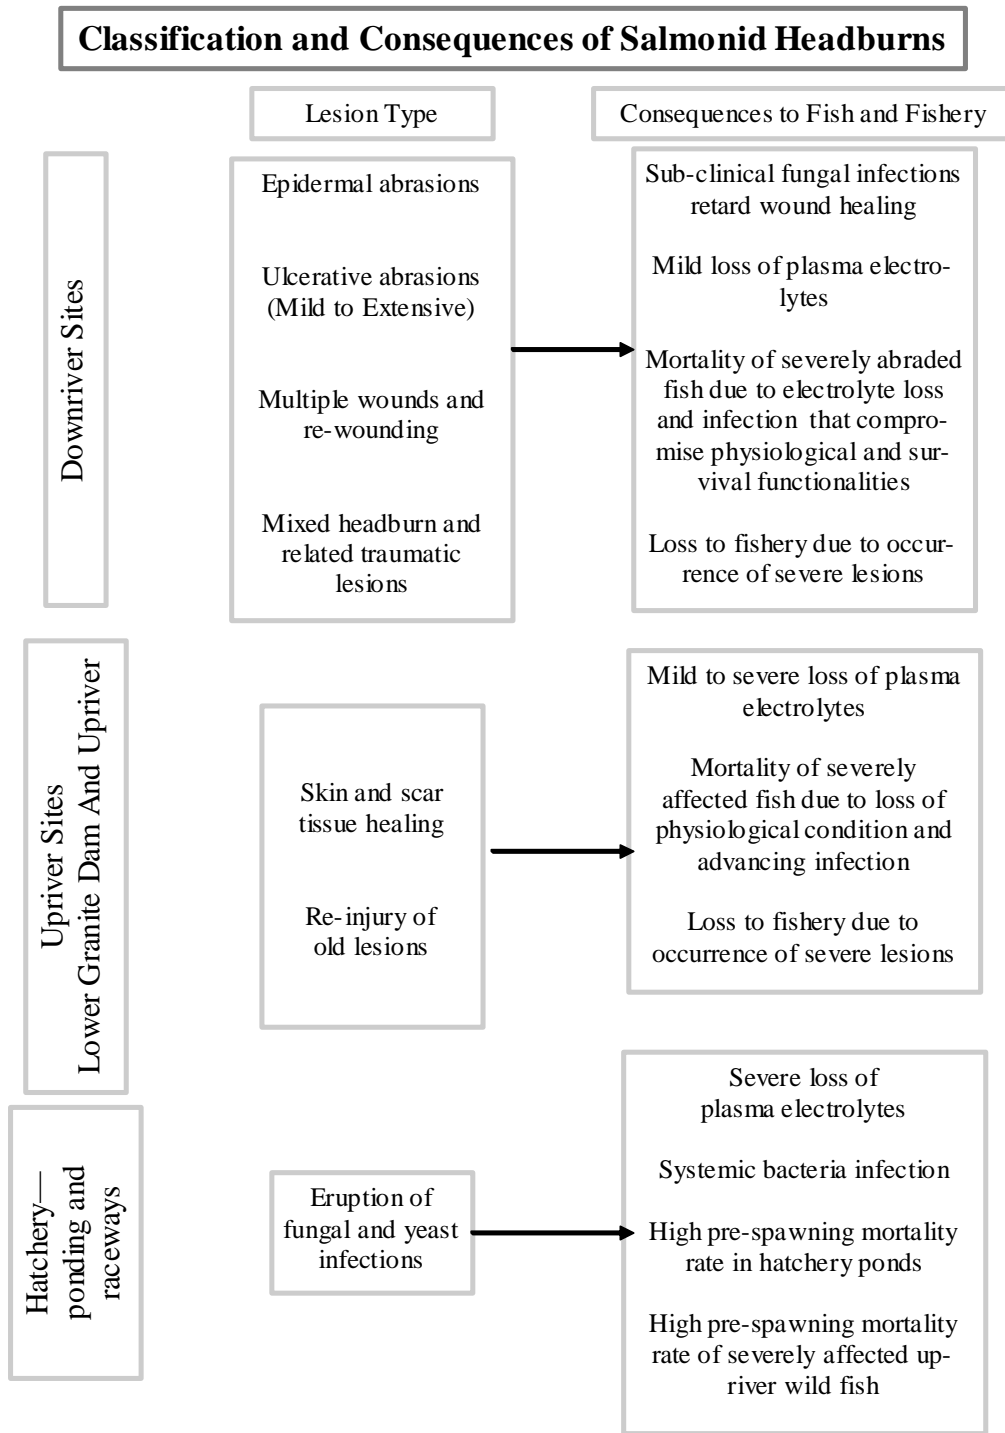 Classification and Consequences of Salmonid Headburns
Lesion Type
Consequences to Fish and Fishery
Downriver Sites
Epidermal abrasions
Ulcerative abrasions
(Mild to Extensive)
Multiple wounds and
re-wounding
Mixed headburn and
related traumatic
lesions
Sub-clinical fungal infections
retard wound healing
Mild loss of plasma electro-
lytes
Mortality of severely abraded
fish due to electrolyte loss
and infection that compro-
mise physiological and sur-
vival functionalities
Loss to fishery due to occur-
rence of severe lesions
Upriver Sites
Lower Granite Dam And Upriver
Skin and scar
tissue healing
Re-injury of
old lesions
Mild to severe loss of plasma
electrolytes
Mortality of severely
affected fish due to loss of
physiological condition and
advancing infection
Loss to fishery due to
occurrence of severe lesions
Hatchery—
ponding and
raceways
Eruption of
fungal and yeast
infections
Severe loss of
plasma electrolytes
Systemic bacteria infection
High pre-spawning mortality
rate in hatchery ponds
High pre-spawning mortality
rate of severely affected up-
river wild fish